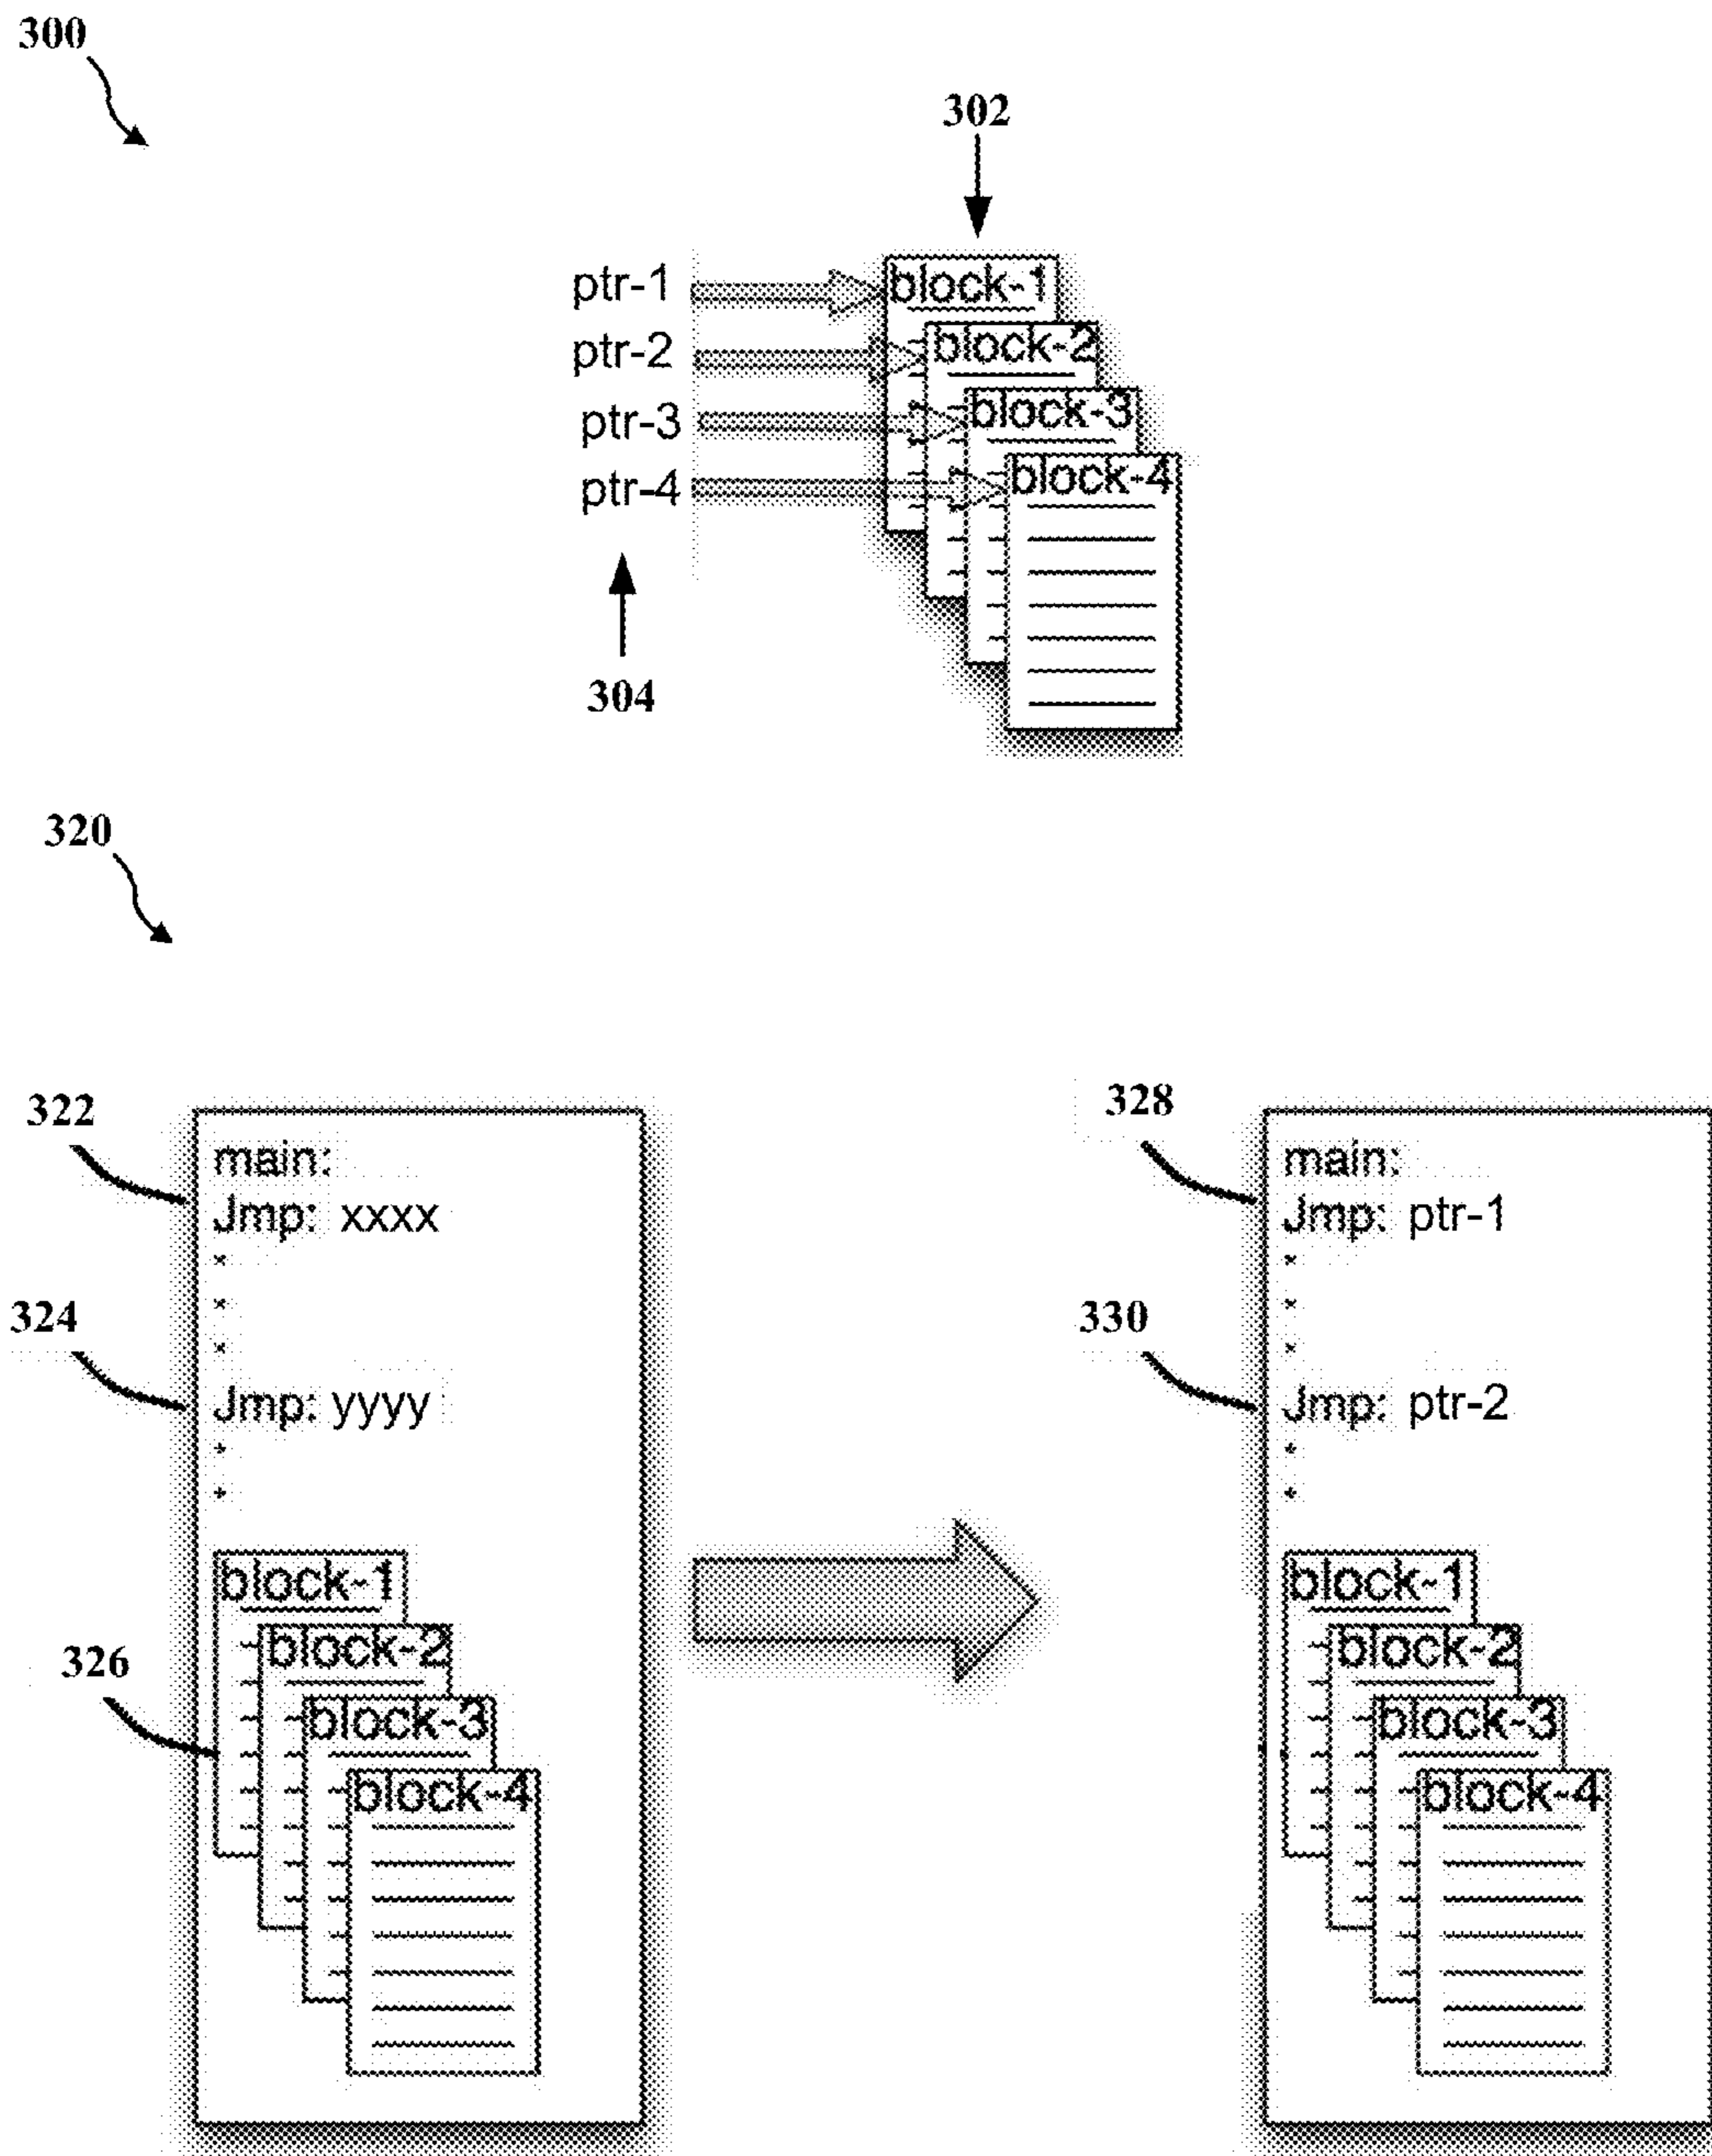 300
302
ptr-1
block-1
ptr-2
block-2
ptr-3
block-3
ptr-4
block-4
304
320
322
main:
Jmp: xxxx
324
Jmp: yyyy
326
block-1
block-2
block-3
block-4
328
main:
Jmp: ptr-1
330
Jmp: ptr-2
block-1
block-2
block-3
block-4